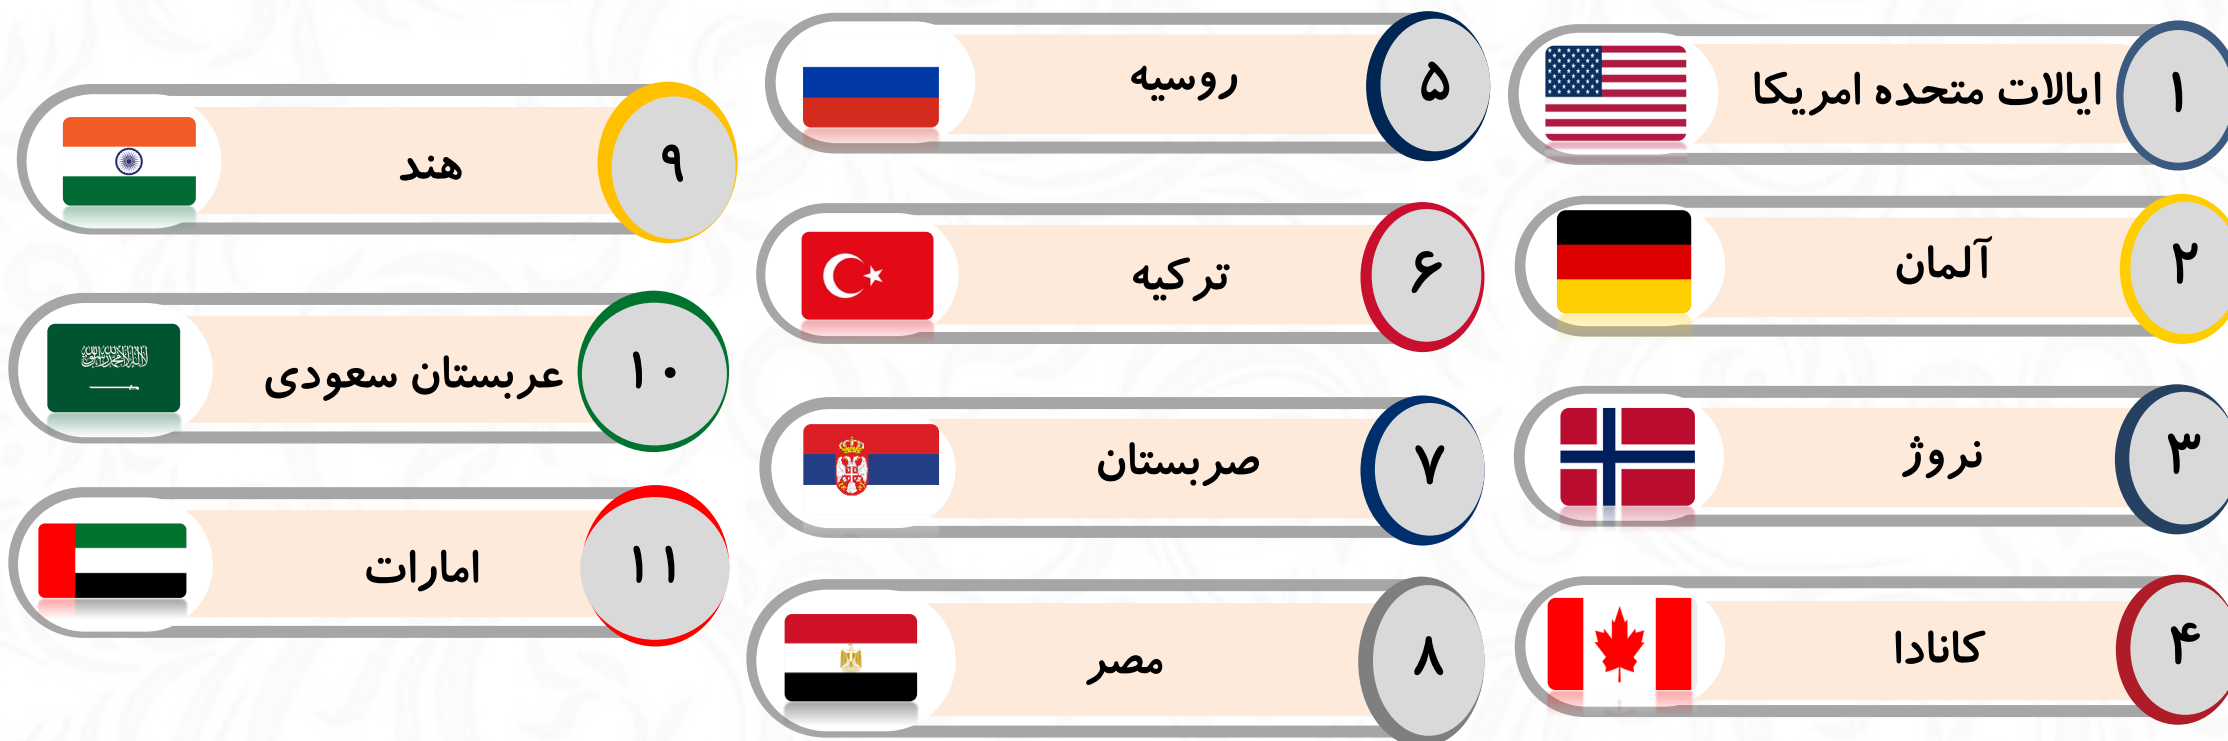 ۱ ایالات متحده امریکا
۲ آلمان
۳ نروژ
۴ کانادا
۵ روسیه
۶ ترکیه
۷ صربستان
۸ مصر
۹ هند
۱۰ عربستان سعودی
۱۱ امارات